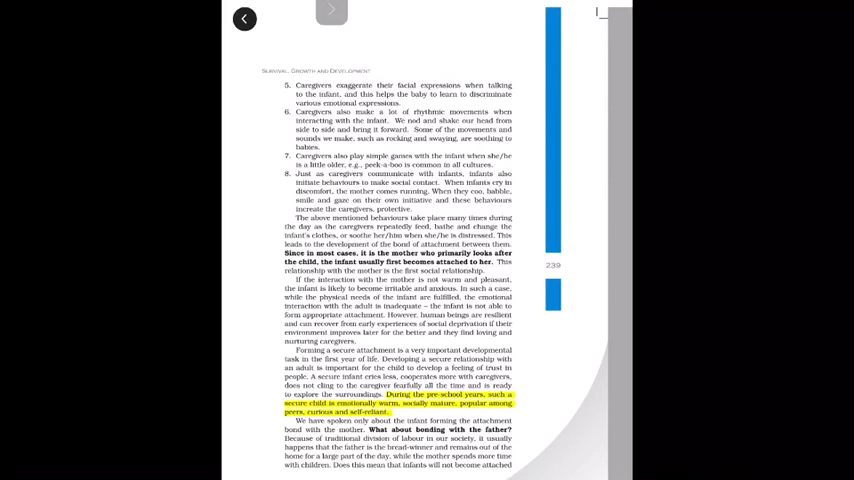 SURVIVAL, GROWTH AND DEVELOPMENT
5. Caregivers exaggerate their facial expressions when talking
to the infant, and this helps the baby to learn to discriminate
various emotional expressions.
6. Caregivers also make a lot of rhythmic movements when
interacting with the infant. We nod and shake our head from
side to side and bring it forward. Some of the movements and
sounds we make, such as rocking and swaying, are soothing to
babies.
7. Caregivers also play simple games with the infant when she/he
is a little older, e.g., peek-a-boo is common in all cultures.
8. Just as caregivers communicate with infants, infants also
initiate behaviours to make social contact. When infants cry in
discomfort, the mother comes running. When they coo, babble,
smile and gaze on their own initiative and these behaviours
increase the caregivers, protective.
The above mentioned behaviours take place many times during
the day as the caregivers repeatedly feed, bathe and change the
infant's clothes, or soothe her/him when she/he is distressed. This
leads to the development of the bond of attachment between them.
Since in most cases, it is the mother who primarily looks after
the child, the infant usually first becomes attached to her. This
relationship with the mother is the first social relationship.
239
If the interaction with the mother is not warm and pleasant,
the infant is likely to become irritable and anxious. In such a case,
while the physical needs of the infant are fulfilled, the emotional
interaction with the adult is inadequate – the infant is not able to
form appropriate attachment. However, human beings are resilient
and can recover from early experiences of social deprivation if their
environment improves later for the better and they find loving and
nurturing caregivers.
Forming a secure attachment is a very important developmental
task in the first year of life. Developing a secure relationship with
an adult is important for the child to develop a feeling of trust in
people. A secure infant cries less, cooperates more with caregivers,
does not cling to the caregiver fearfully all the time and is ready
to explore the surroundings. During the pre-school years, such a
secure child is emotionally warm, socially mature, popular among
peers, curious and self-reliant.
We have spoken only about the infant forming the attachment
bond with the mother. What about bonding with the father?
Because of traditional division of labour in our society, it usually
happens that the father is the bread-winner and remains out of the
home for a large part of the day, while the mother spends more time
with children. Does this mean that infants will not become attached